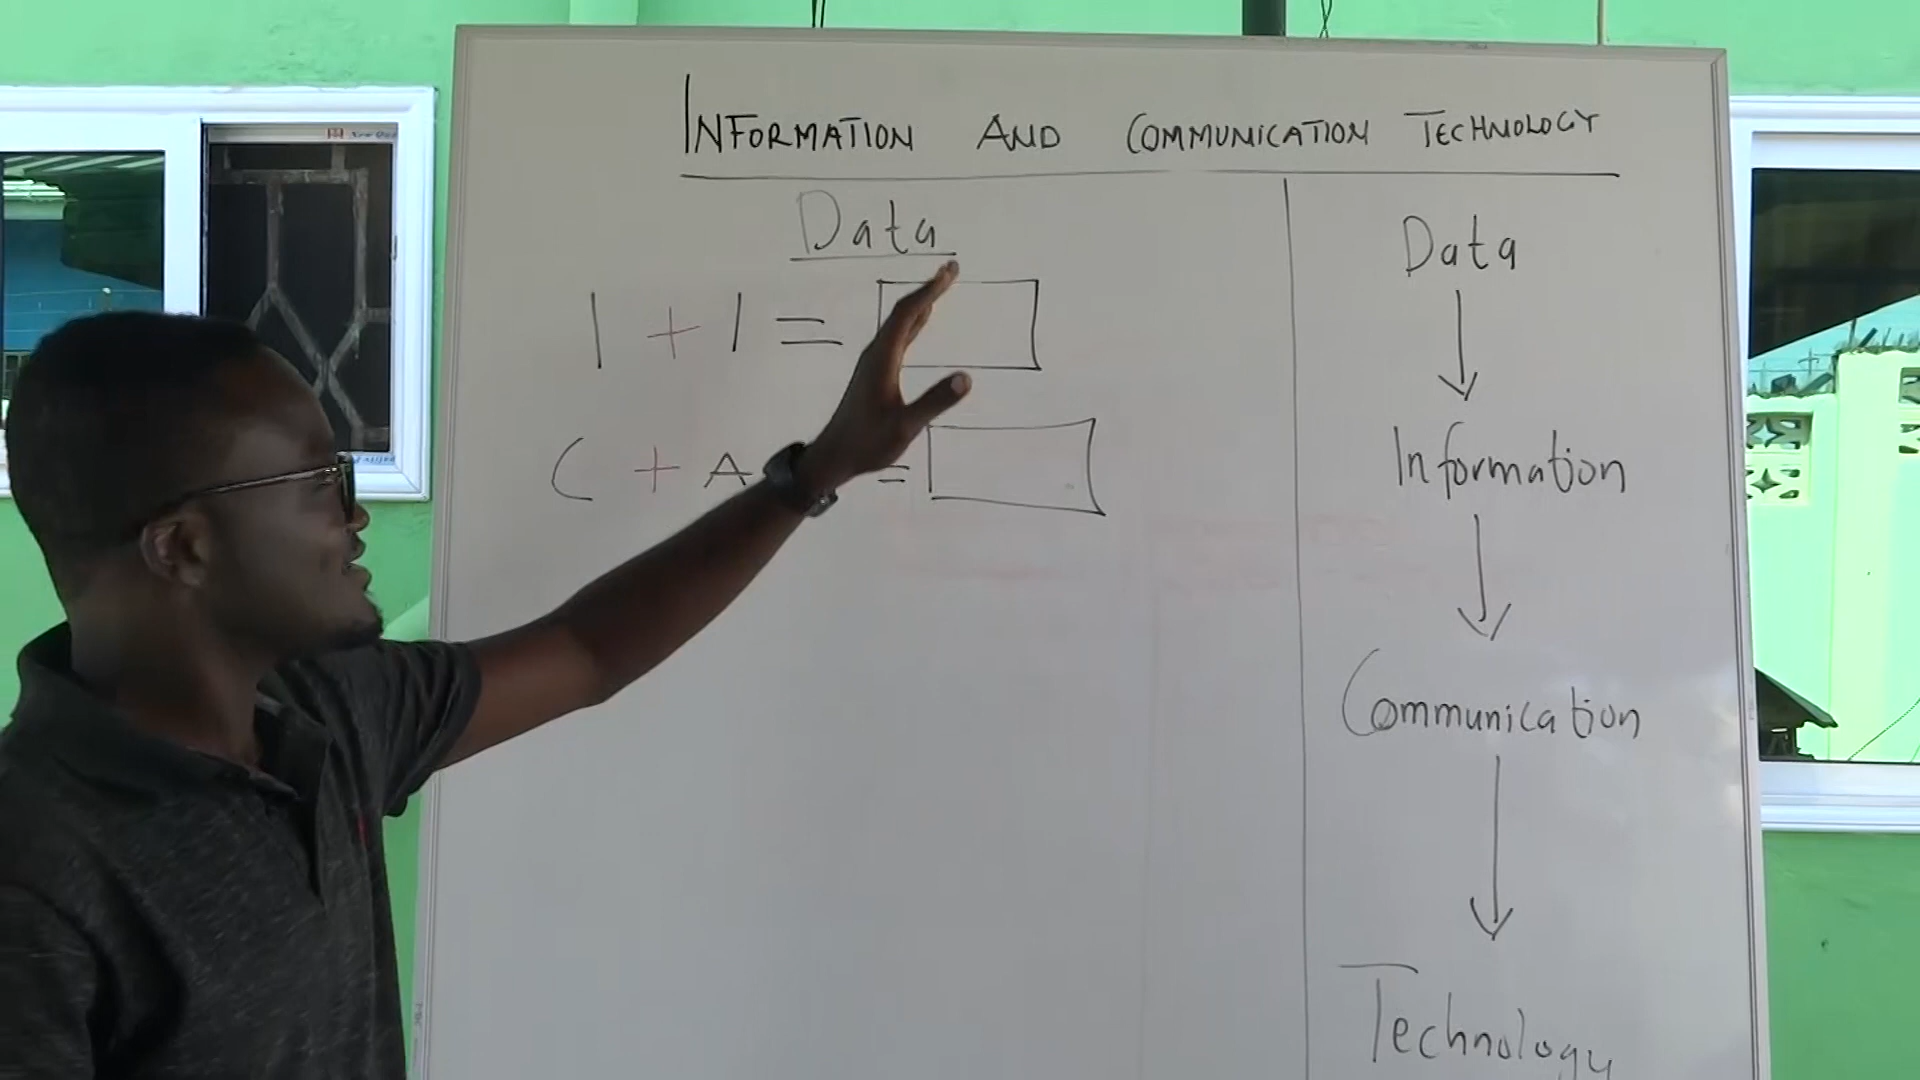 INFORMATION AND COMMUNICATION TECHNOLOGY
Data
1 + 1 =
C + A =
Data
Information
Communication
Technology